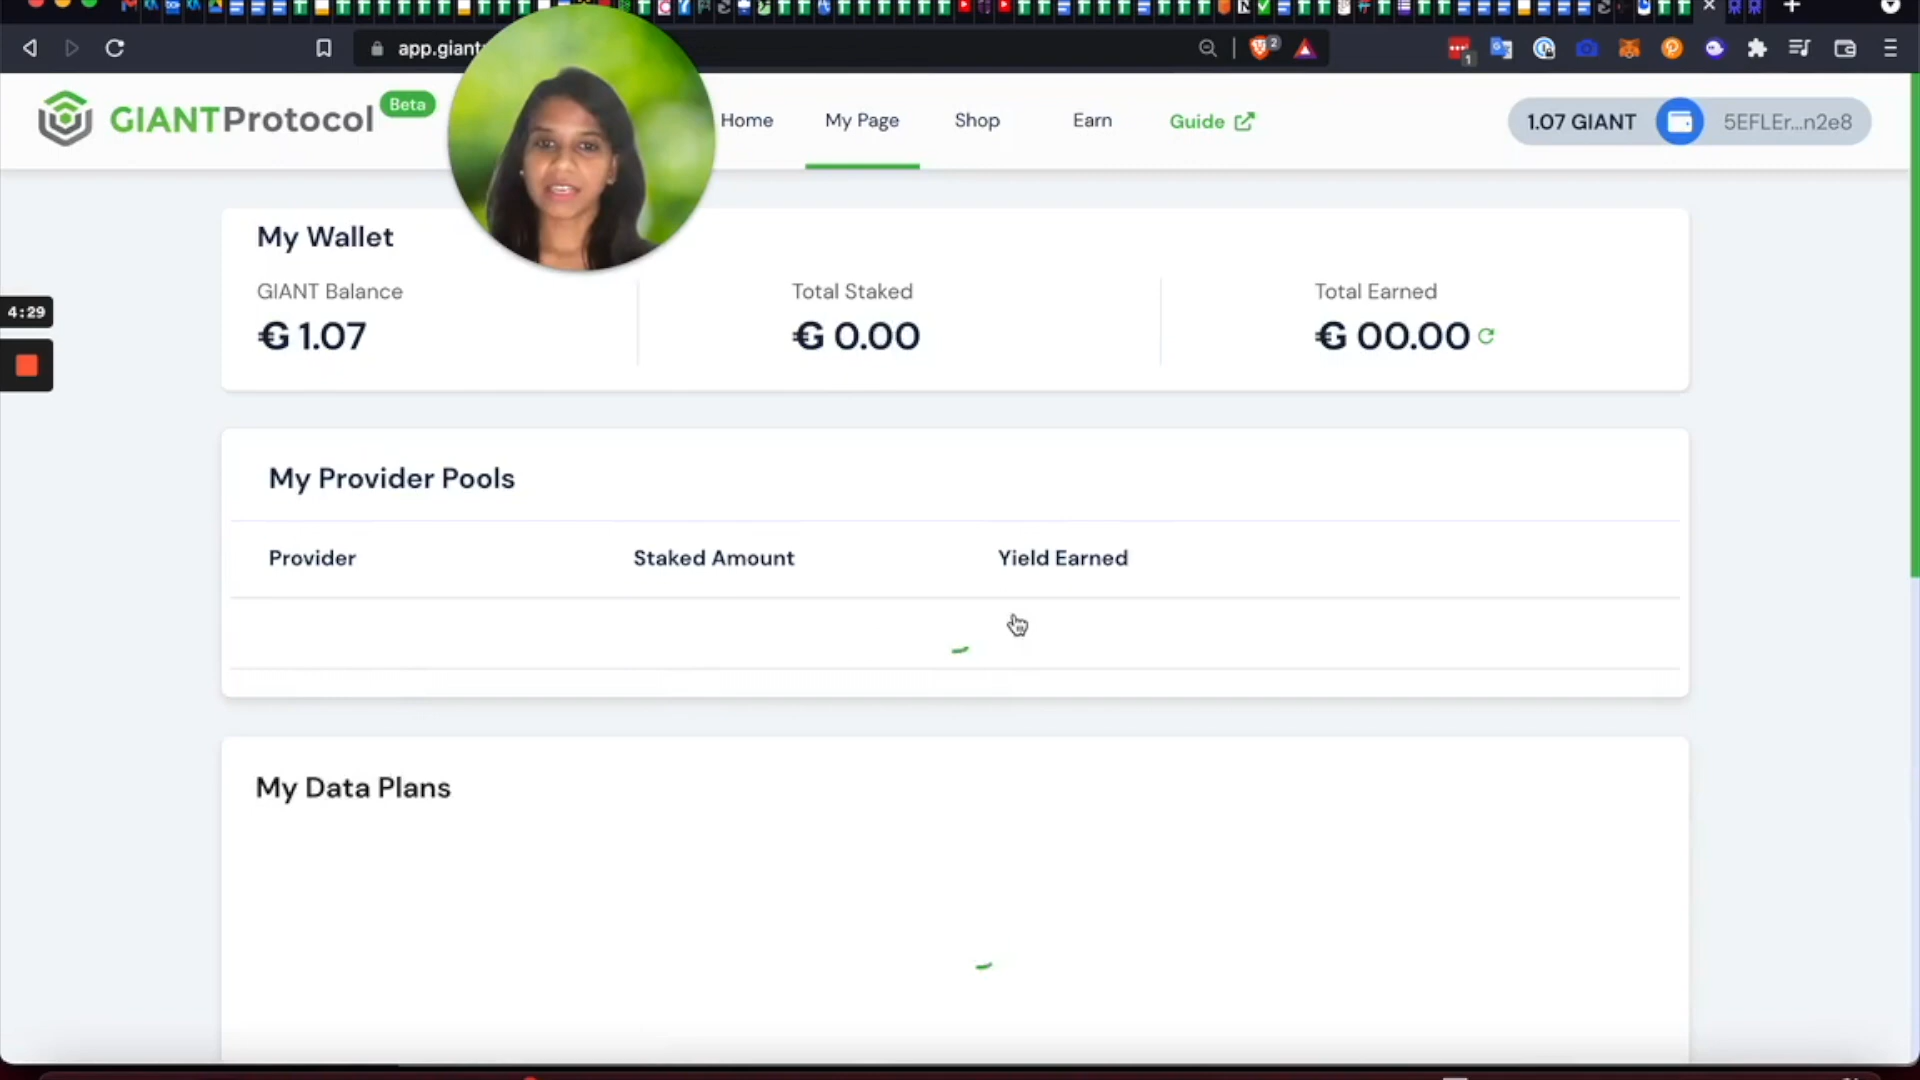 app.giant
2
1
GIANTProtocol Beta
Home My Page Shop Earn Guide
1.07 GIANT 5EFLEr...n2e8
My Wallet
GIANT Balance Total Staked Total Earned
1.07 0.00 00.00
4:29
My Provider Pools
Provider Staked Amount Yield Earned
My Data Plans